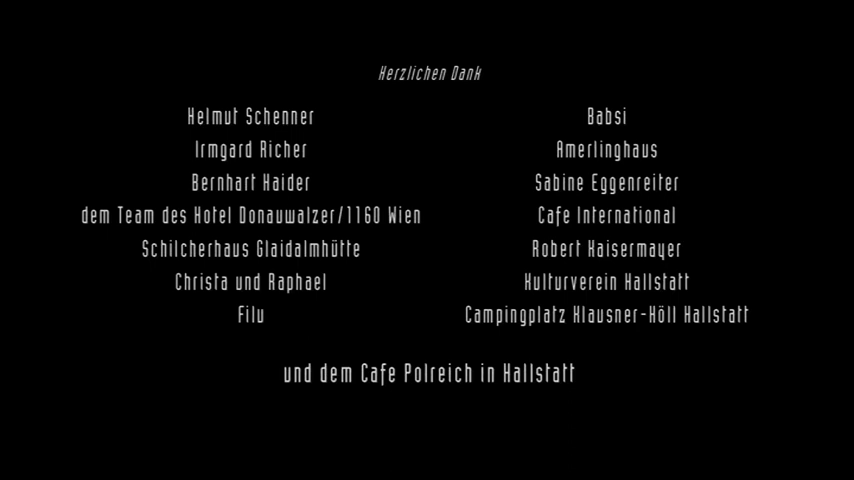 Herzlichen Dank
Helmut Schenner
Irmgard Richer
Bernhart Haider
dem Team des Hotel Donauwalzer/1160 Wien
Schilcherhaus Glaidalmhütte
Christa und Raphael
Filu
Babsi
Amerlinghaus
Sabine Eggenreiter
Cafe International
Robert Kaisermayer
Kulturverein Hallstatt
Campingplatz Klausner-Höll Hallstatt
und dem Cafe Polreich in Hallstatt